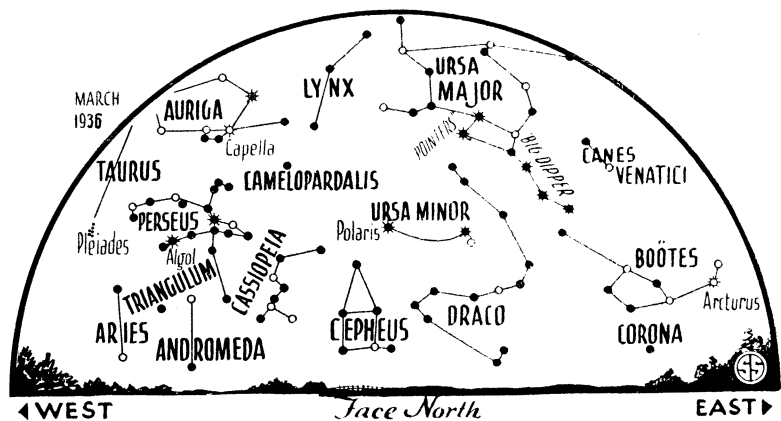 MARCH
1936
AURIGA
Capella
LYNX
URSA
MAJOR
POINTERS
BIG DIPPER
CANES
VENATICI
TAURUS
CAMELOPARDALIS
PERSEUS
Pleiades
Algol
Polaris
URSA MINOR
CASSIOPEIA
TRIANGULUM
BOÖTES
Arcturus
ARIES
ANDROMEDA
CEPHEUS
DRACO
CORONA
WEST
Face North
EAST